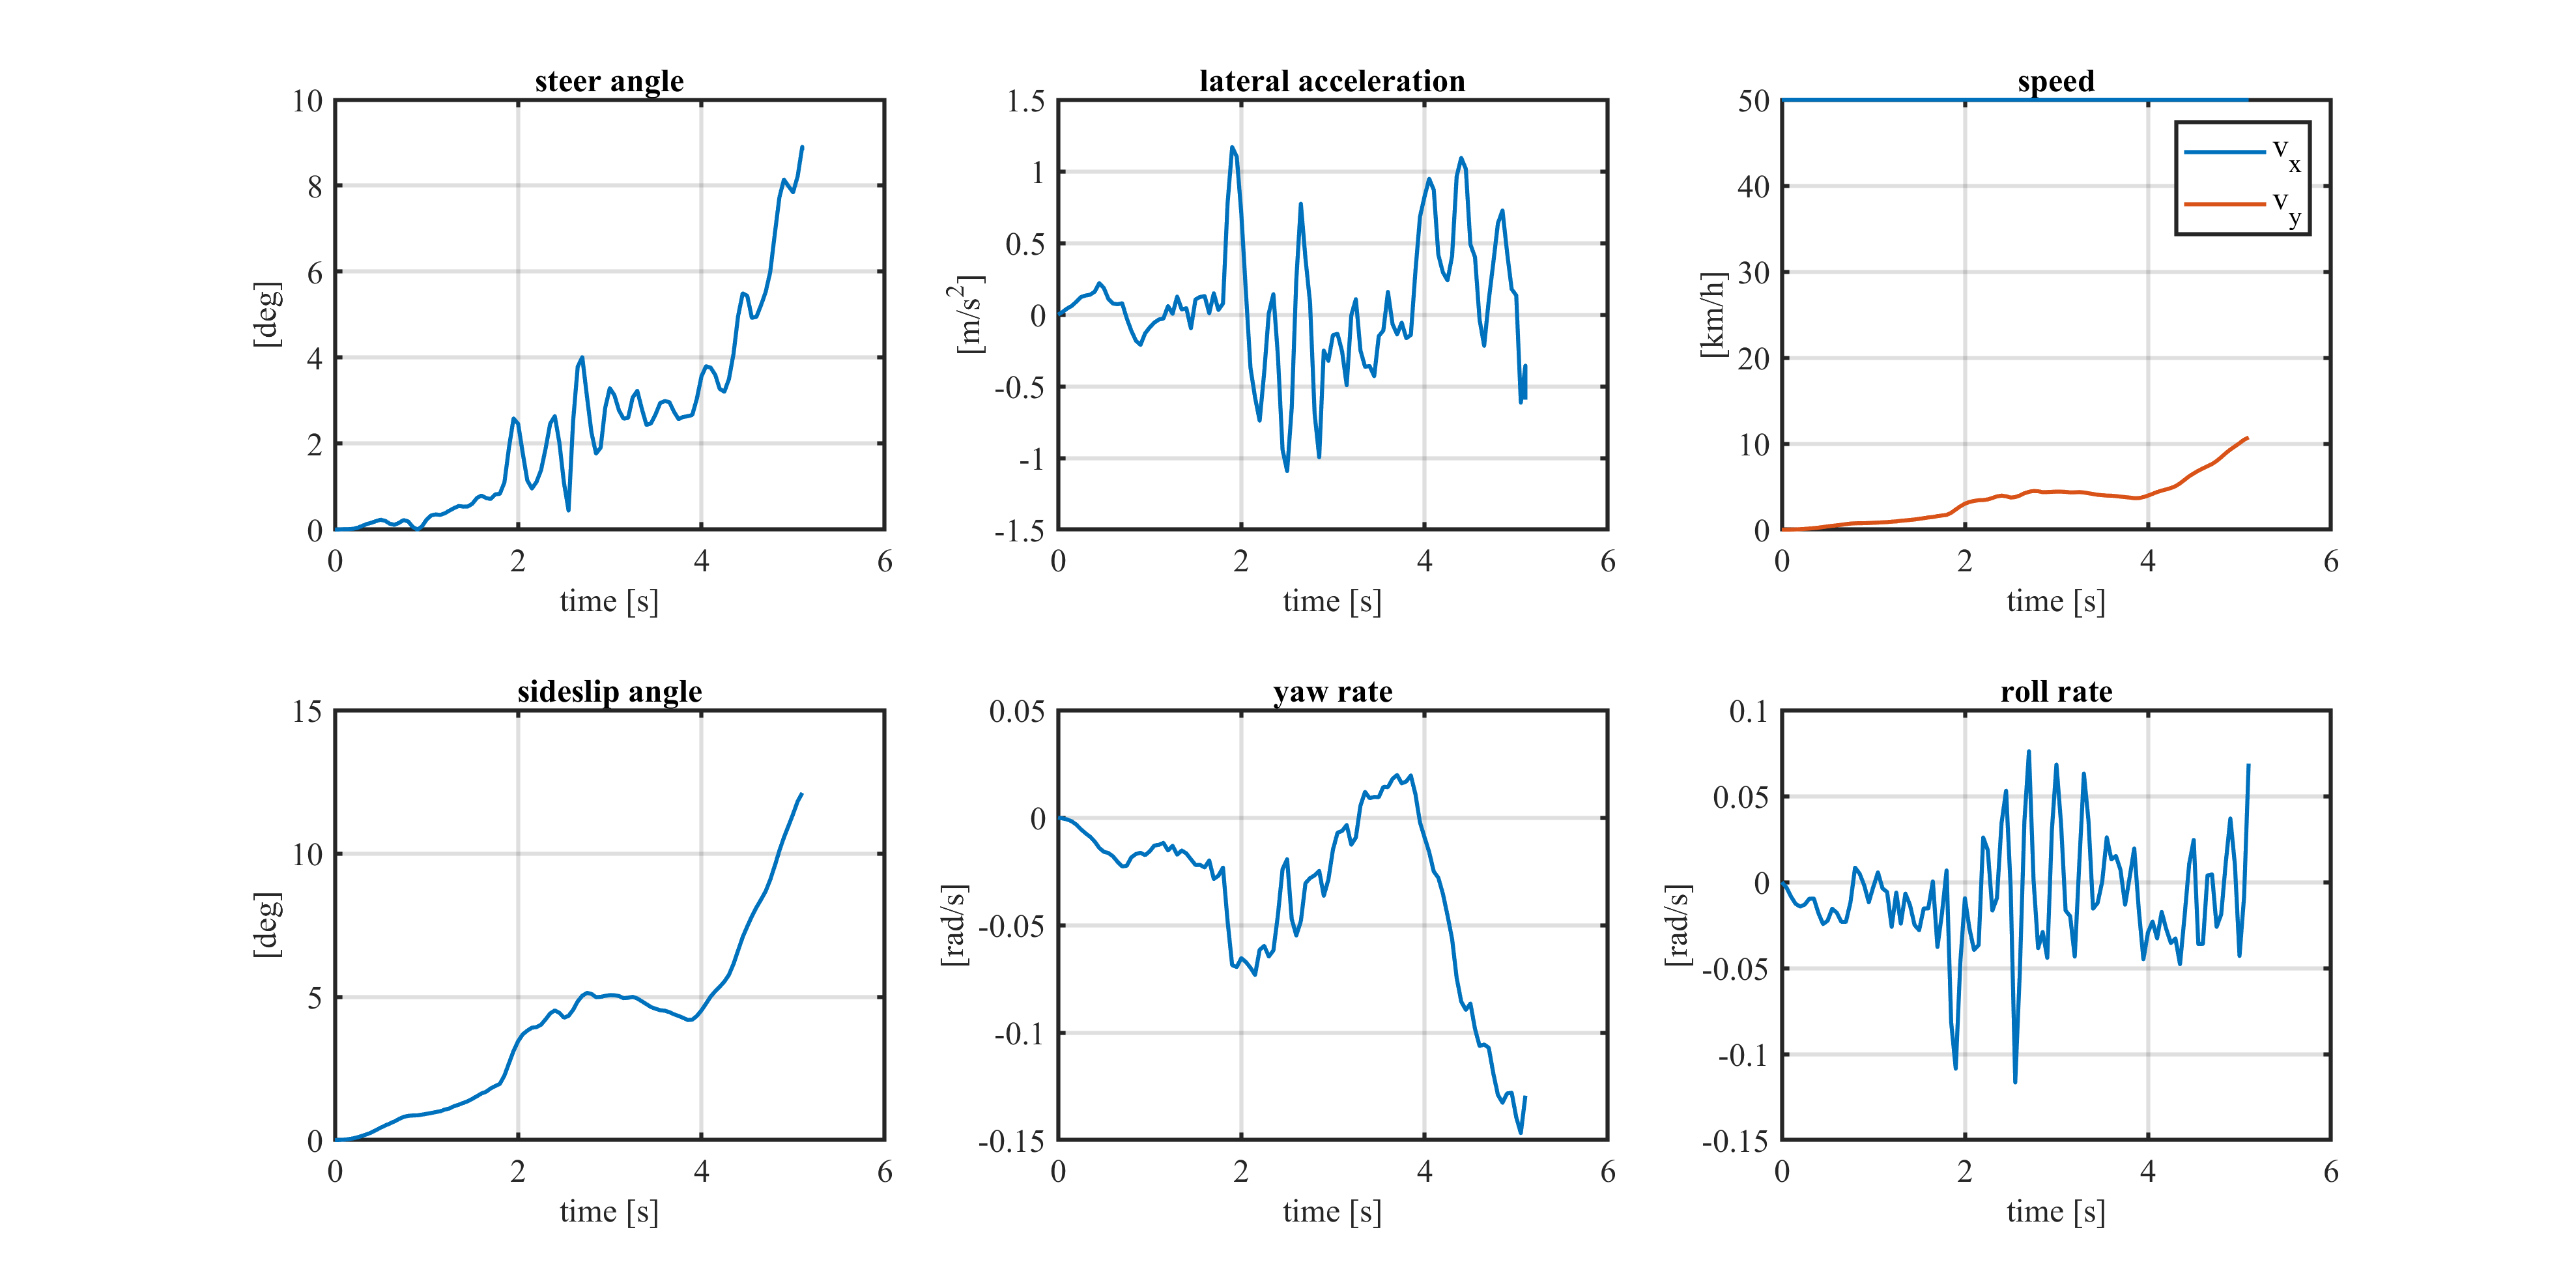 steer angle
10
8
6
4
2
0
[deg]
0 2 4 6
time [s]
lateral acceleration
1.5
1
0.5
0
-0.5
-1
-1.5
[m/s²]
0 2 4 6
time [s]
speed
50
40
30
20
10
0
[km/h]
v_x
v_y
0 2 4 6
time [s]
sideslip angle
15
10
5
0
[deg]
0 2 4 6
time [s]
yaw rate
0.05
0
-0.05
-0.1
-0.15
[rad/s]
0 2 4 6
time [s]
roll rate
0.1
0.05
0
-0.05
-0.1
-0.15
[rad/s]
0 2 4 6
time [s]